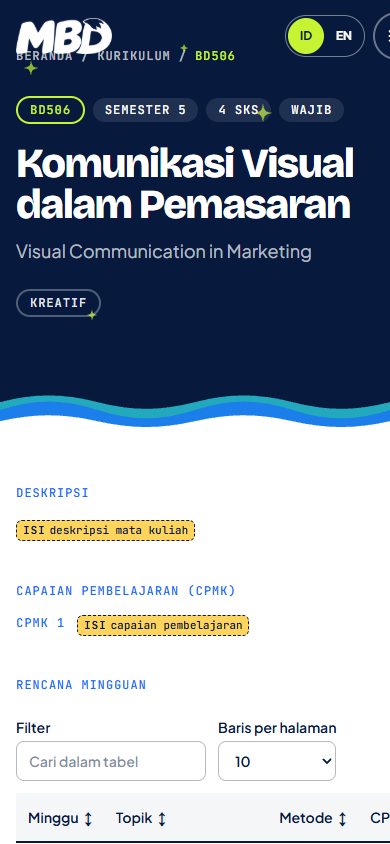 MBD
ID EN
BERANDA / KURIKULUM / BD506
BD506 SEMESTER 5 4 SKS WAJIB
Komunikasi Visual
dalam Pemasaran
Visual Communication in Marketing
KREATIF
DESKRIPSI
ISI deskripsi mata kuliah
CAPAIAN PEMBELAJARAN (CPMK)
CPMK 1 ISI capaian pembelajaran
RENCANA MINGGUAN
Filter Baris per halaman
Cari dalam tabel 10
Minggu ↕ Topik ↕ Metode ↕ CP